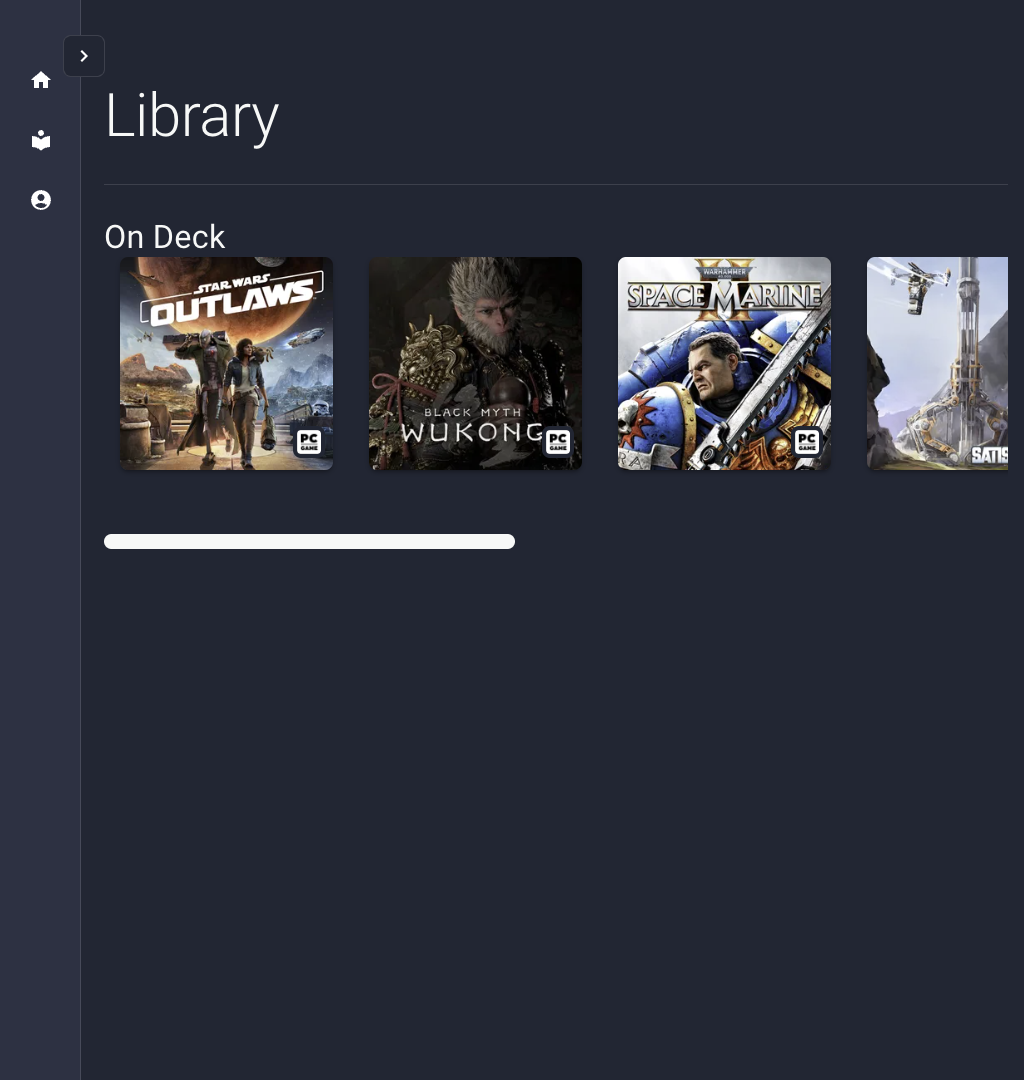 Library
On Deck
STAR WARS
OUTLAWS
PC
GAME
BLACK MYTH
WUKONG
PC
GAME
WARHAMMER
40,000
SPACE MARINE
II
PC
GAME
SATIS